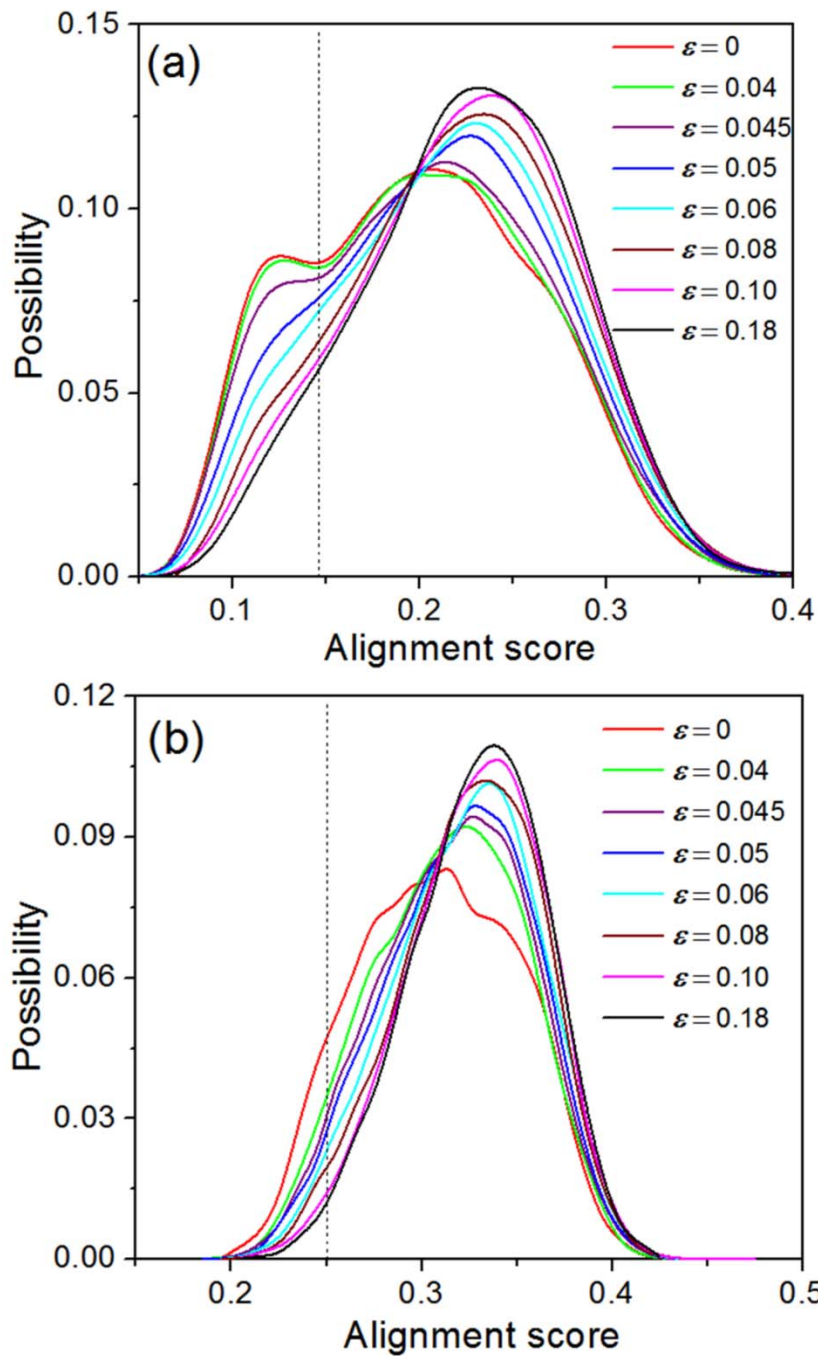 0.15
(a)
ε = 0
ε = 0.04
ε = 0.045
ε = 0.05
ε = 0.06
ε = 0.08
ε = 0.10
ε = 0.18
0.10
0.05
0.00
Possibility
0.1 0.2 0.3 0.4
Alignment score
0.12
(b)
ε = 0
ε = 0.04
ε = 0.045
ε = 0.05
ε = 0.06
ε = 0.08
ε = 0.10
ε = 0.18
0.09
0.06
0.03
0.00
Possibility
0.2 0.3 0.4 0.5
Alignment score